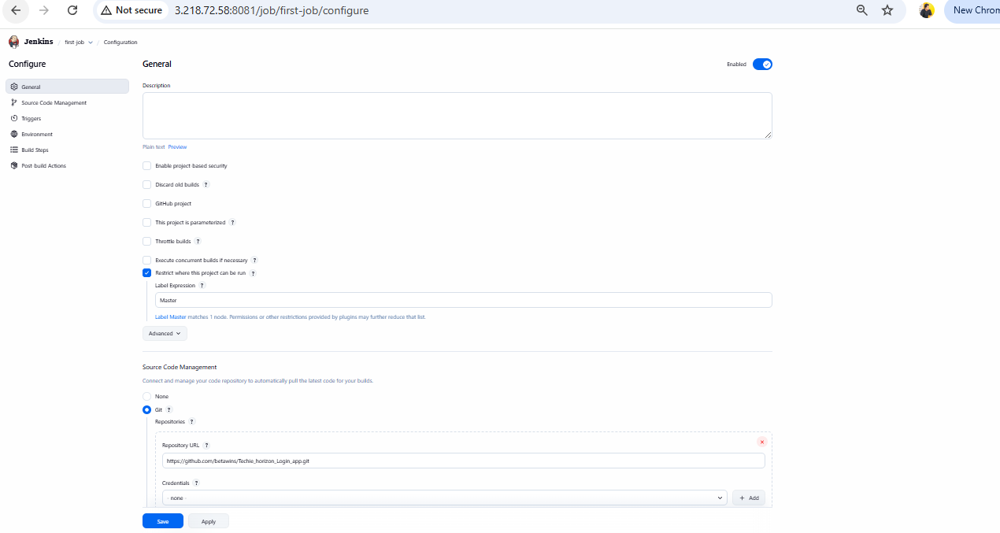 Not secure 3.218.72.58:8081/job/first-job/configure New Chrom
Jenkins / first-job / Configuration
Configure
General
Source Code Management
Triggers
Environment
Build Steps
Post-build Actions
General
Enabled
Description
Plain text Preview
Enable project-based security
Discard old builds ?
GitHub project
This project is parameterized ?
Throttle builds ?
Execute concurrent builds if necessary ?
Restrict where this project can be run ?
Label Expression ?
Master
Label Master matches 1 node. Permissions or other restrictions provided by plugins may further reduce that list.
Advanced
Source Code Management
Connect and manage your code repository to automatically pull the latest code for your builds.
None
Git ?
Repositories ?
Repository URL ?
https://github.com/betawins/Techie_horizon_Login_app.git
Credentials ?
- none -
+ Add
Save Apply